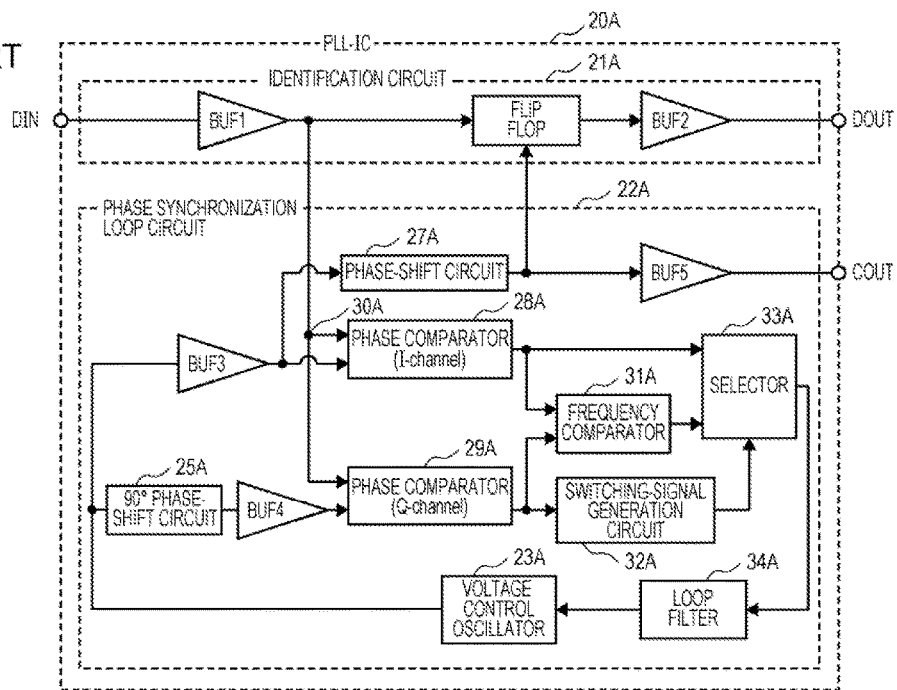 RT
20A
PLL-IC
21A
IDENTIFICATION CIRCUIT
DIN
BUF1
FLIP
FLOP
BUF2
DOUT
22A
PHASE SYNCHRONIZATION
LOOP CIRCUIT
27A
PHASE-SHIFT CIRCUIT
BUF5
COUT
30A
28A
33A
BUF3
PHASE COMPARATOR
(I-channel)
SELECTOR
31A
FREQUENCY
COMPARATOR
29A
25A
PHASE COMPARATOR
(Q-channel)
90° PHASE-
SHIFT CIRCUIT
BUF4
SWITCHING-SIGNAL
GENERATION
CIRCUIT
23A
32A
34A
VOLTAGE
CONTROL
OSCILLATOR
LOOP
FILTER